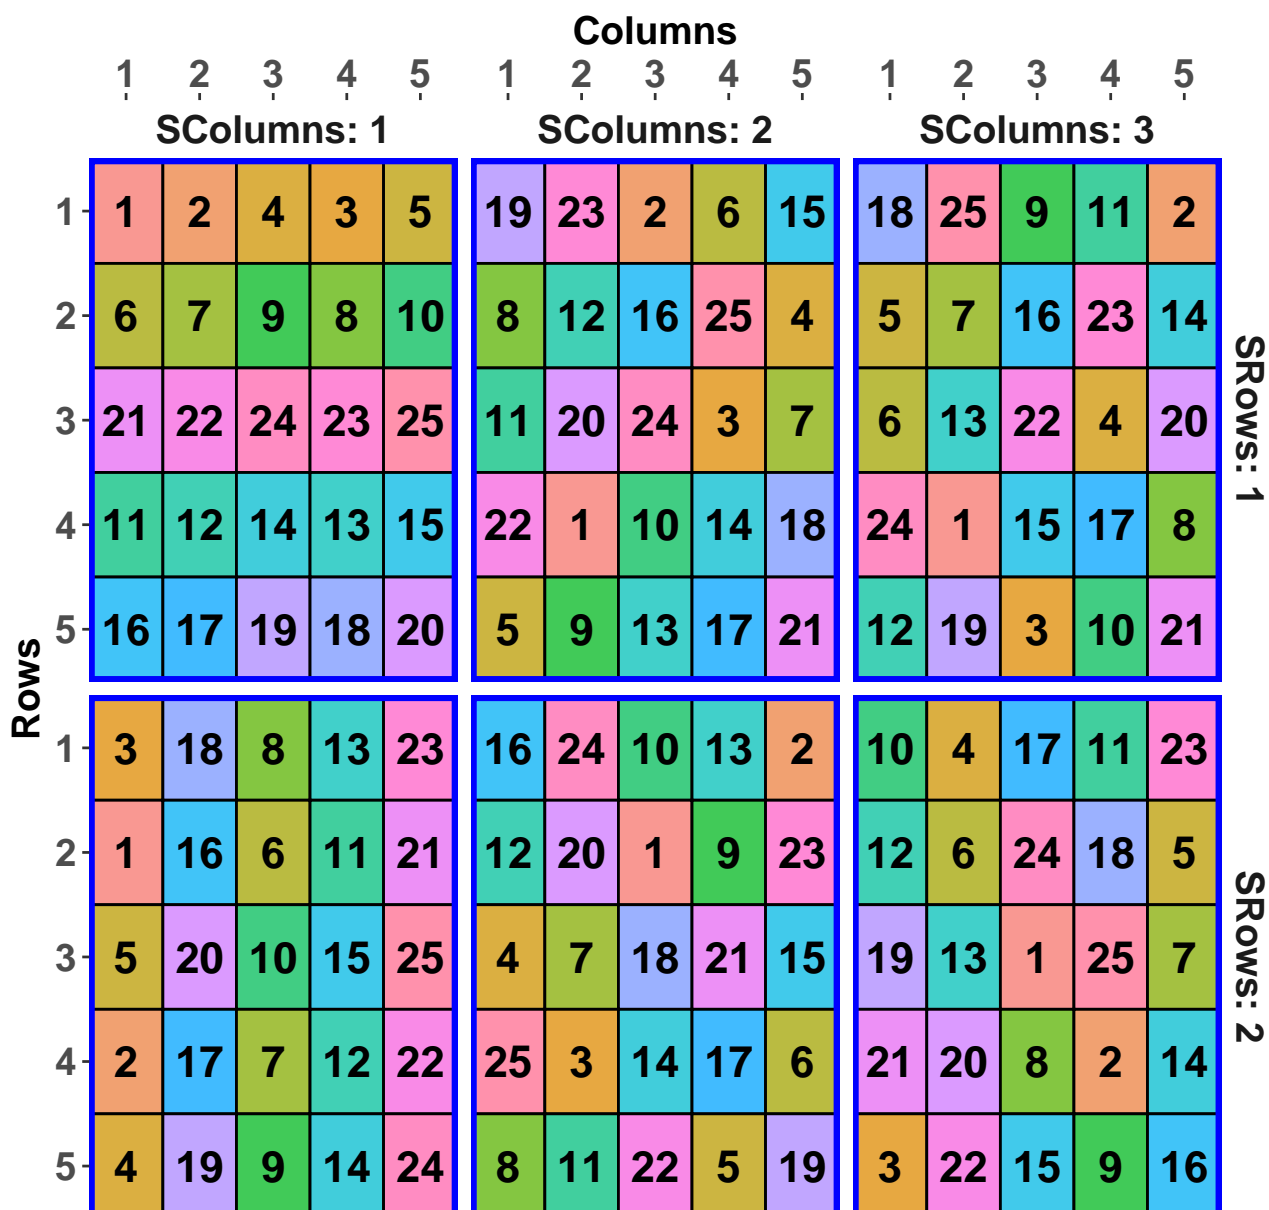 Columns
1 2 3 4 5 1 2 3 4 5 1 2 3 4 5
SColumns: 1 SColumns: 2 SColumns: 3
1 1 2 4 3 5 19 23 2 6 15 18 25 9 11 2
2 6 7 9 8 10 8 12 16 25 4 5 7 16 23 14
3 21 22 24 23 25 11 20 24 3 7 6 13 22 4 20
4 11 12 14 13 15 22 1 10 14 18 24 1 15 17 8
5 16 17 19 18 20 5 9 13 17 21 12 19 3 10 21
SRows: 1
Rows
1 3 18 8 13 23 16 24 10 13 2 10 4 17 11 23
2 1 16 6 11 21 12 20 1 9 23 12 6 24 18 5
3 5 20 10 15 25 4 7 18 21 15 19 13 1 25 7
4 2 17 7 12 22 25 3 14 17 6 21 20 8 2 14
5 4 19 9 14 24 8 11 22 5 19 3 22 15 9 16
SRows: 2